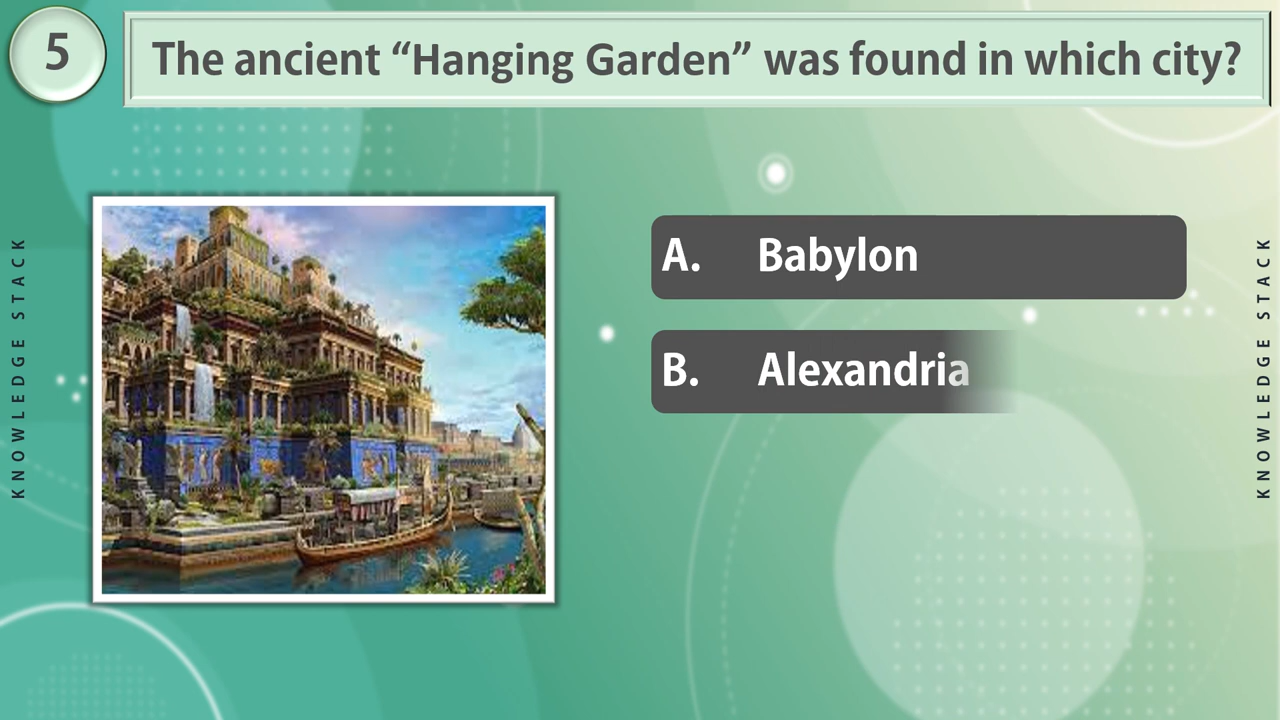 5
The ancient “Hanging Garden” was found in which city?
KNOWLEDGE STACK
A. Babylon
B. Alexandria
KNOWLEDGE STACK